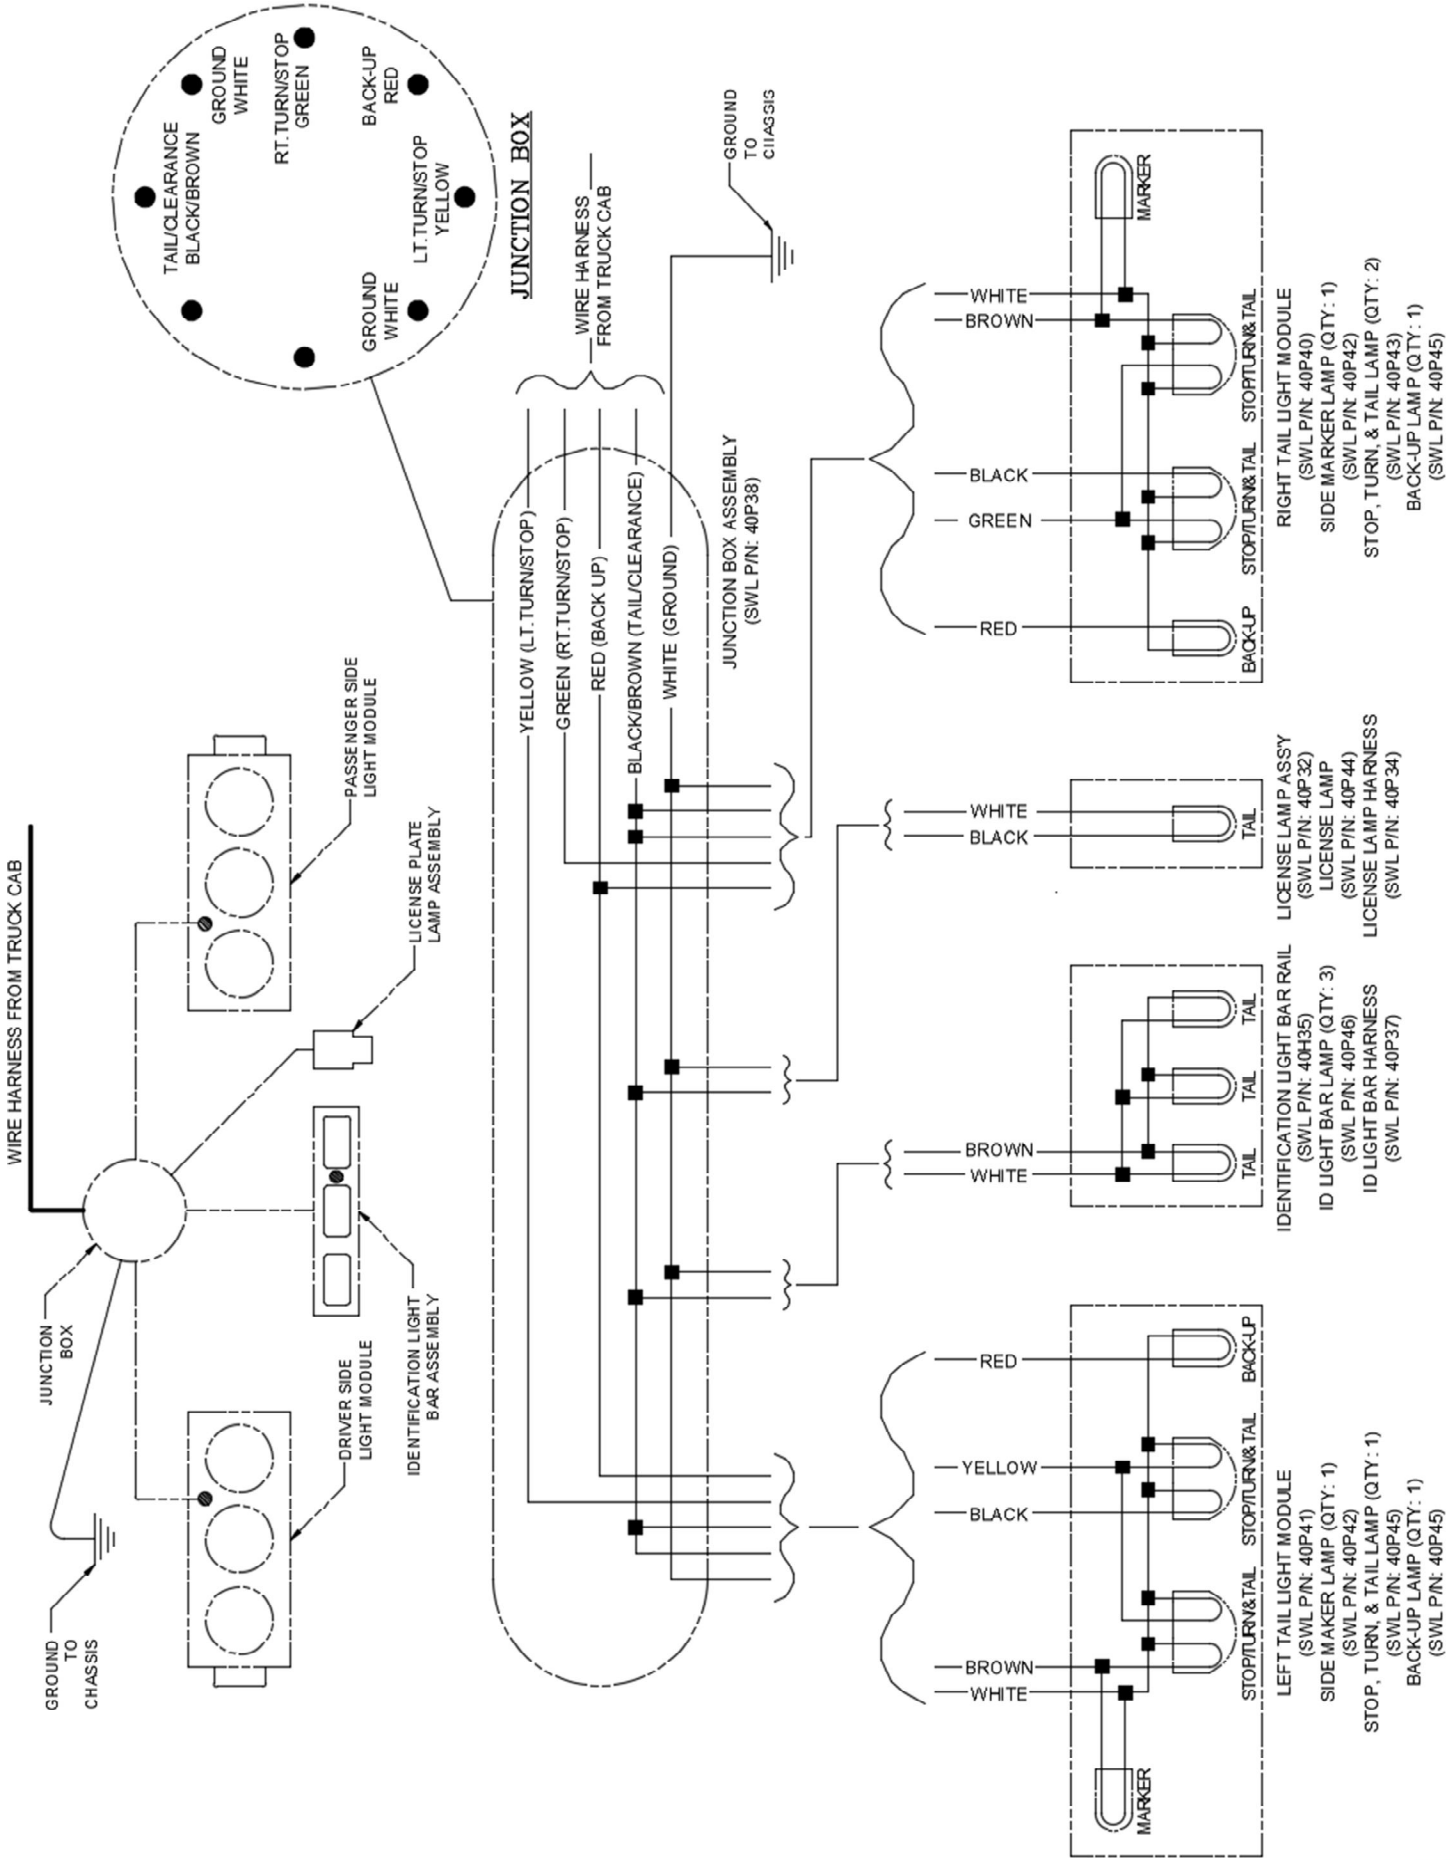 WIRE HARNESS FROM TRUCK CAB
JUNCTION
BOX
GROUND
TO
CHASSIS
DRIVER SIDE
LIGHT MODULE
IDENTIFICATION LIGHT
BAR ASSEMBLY
LICENSE PLATE
LAMP ASSEMBLY
PASSENGER SIDE
LIGHT MODULE
TAIL/CLEARANCE
BLACK/BROWN
GROUND
WHITE
RT.TURN/STOP
GREEN
BACK-UP
RED
LT.TURN/STOP
YELLOW
GROUND
WHITE
JUNCTION BOX
WIRE HARNESS
FROM TRUCK CAB
YELLOW (LT.TURN/STOP)
GREEN (RT.TURN/STOP)
RED (BACK UP)
BLACK/BROWN (TAIL/CLEARANCE)
WHITE (GROUND)
JUNCTION BOX ASSEMBLY
(SWL P/N: 40P38)
GROUND
TO
CHASSIS
WHITE
BROWN
YELLOW
BLACK
RED
MARKER
STOP/TURN&TAIL
STOP/TURN&TAIL
BACK-UP
LEFT TAIL LIGHT MODULE
(SWL P/N: 40P41)
SIDE MAKER LAMP (QTY: 1)
(SWL P/N: 40P42)
STOP, TURN, & TAIL LAMP (QTY: 1)
(SWL P/N: 40P45)
BACK-UP LAMP (QTY: 1)
(SWL P/N: 40P45)
BROWN
WHITE
TAIL
TAIL
TAIL
IDENTIFICATION LIGHT BAR RAIL
(SWL P/N: 40H35)
ID LIGHT BAR LAMP (QTY: 3)
(SWL P/N: 40P46)
ID LIGHT BAR HARNESS
(SWL P/N: 40P37)
WHITE
BLACK
TAIL
LICENSE LAMP ASS'Y
(SWL P/N: 40P32)
LICENSE LAMP
(SWL P/N: 40P44)
LICENSE LAMP HARNESS
(SWL P/N: 40P34)
WHITE
BROWN
BLACK
GREEN
RED
BACK-UP
STOP/TURN&TAIL
STOP/TURN&TAIL
MARKER
RIGHT TAIL LIGHT MODULE
(SWL P/N: 40P40)
SIDE MARKER LAMP (QTY: 1)
(SWL P/N: 40P42)
STOP, TURN, & TAIL LAMP (QTY: 2)
(SWL P/N: 40P43)
BACK-UP LAMP (QTY: 1)
(SWL P/N: 40P45)